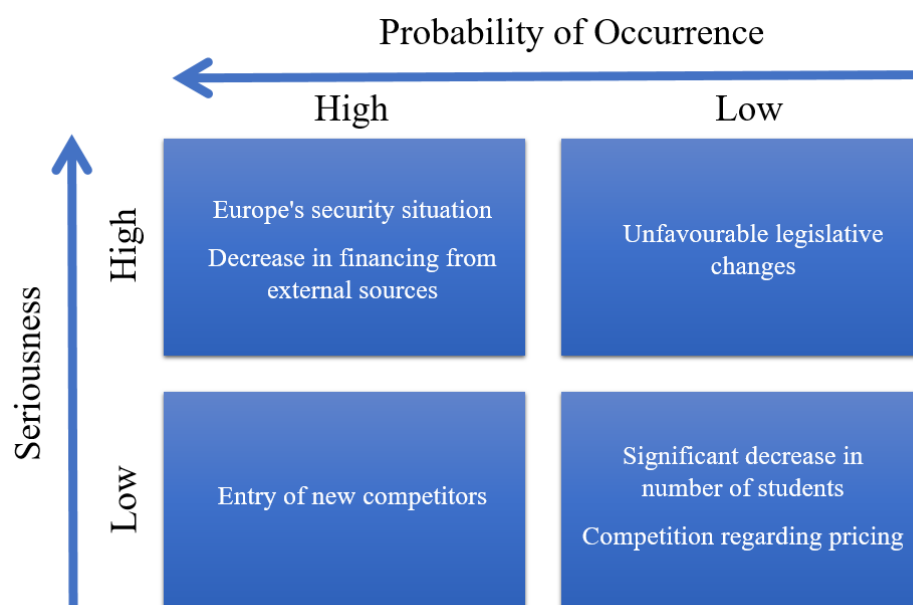 Probability of Occurrence
High
Low
Seriousness
High
Europe's security situation
Decrease in financing from
external sources
Unfavourable legislative
changes
Low
Entry of new competitors
Significant decrease in
number of students
Competition regarding pricing